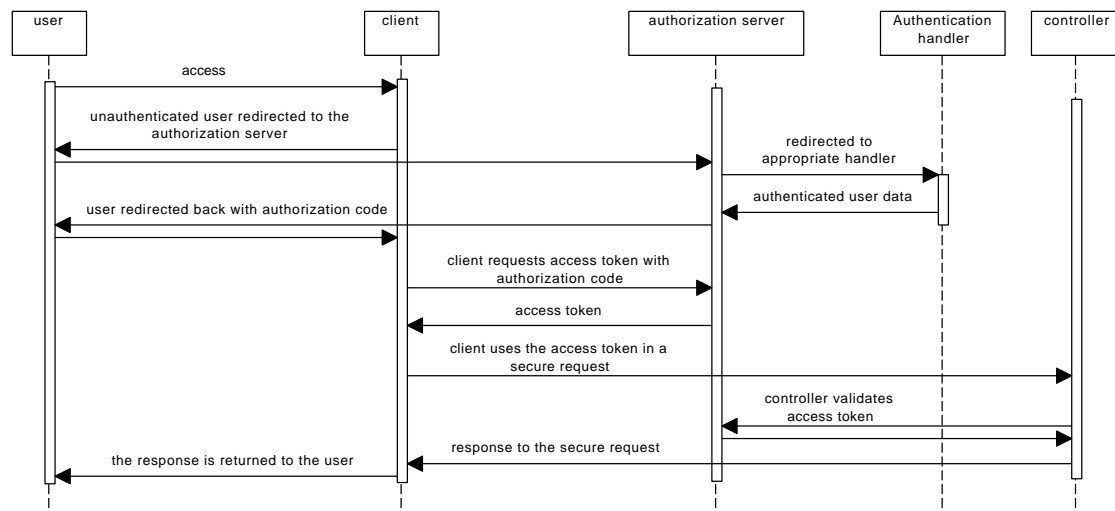 user
client
authorization server
Authentication
handler
controller
access
unauthenticated user redirected to the
authorization server
redirected to
appropriate handler
authenticated user data
user redirected back with authorization code
client requests access token with
authorization code
access token
client uses the access token in a
secure request
controller validates
access token
response to the secure request
the response is returned to the user